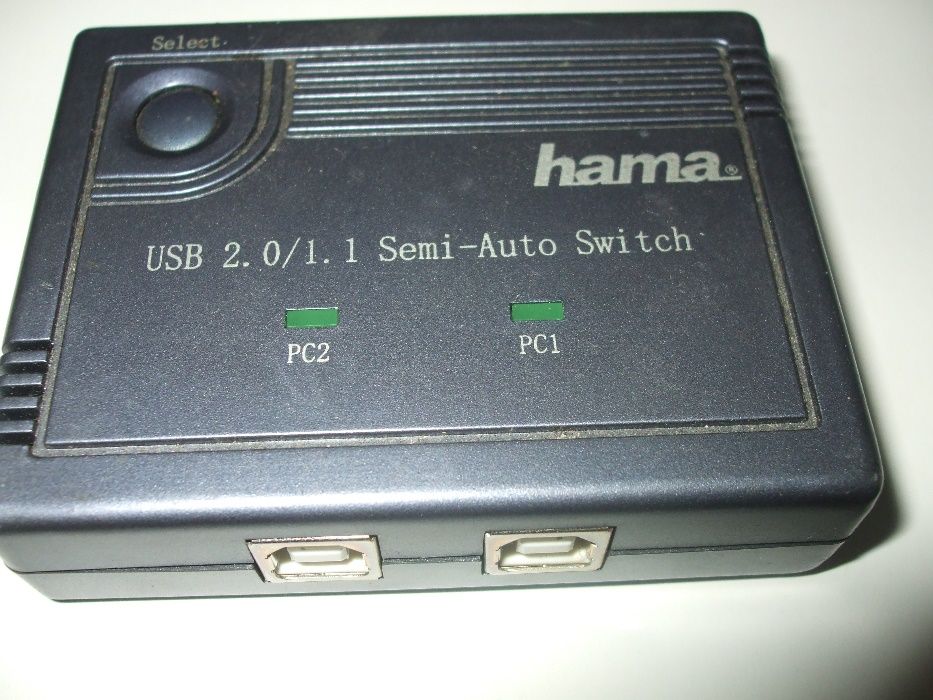 Select
hama®
USB 2.0/1.1 Semi-Auto Switch
PC2 PC1